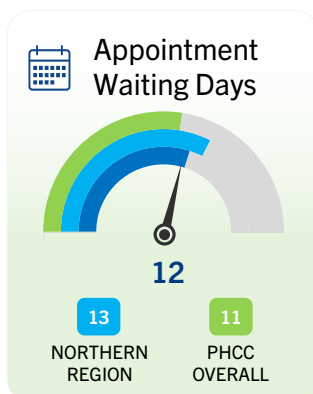 Appointment
Waiting Days
12
13
11
NORTHERN
REGION
PHCC
OVERALL